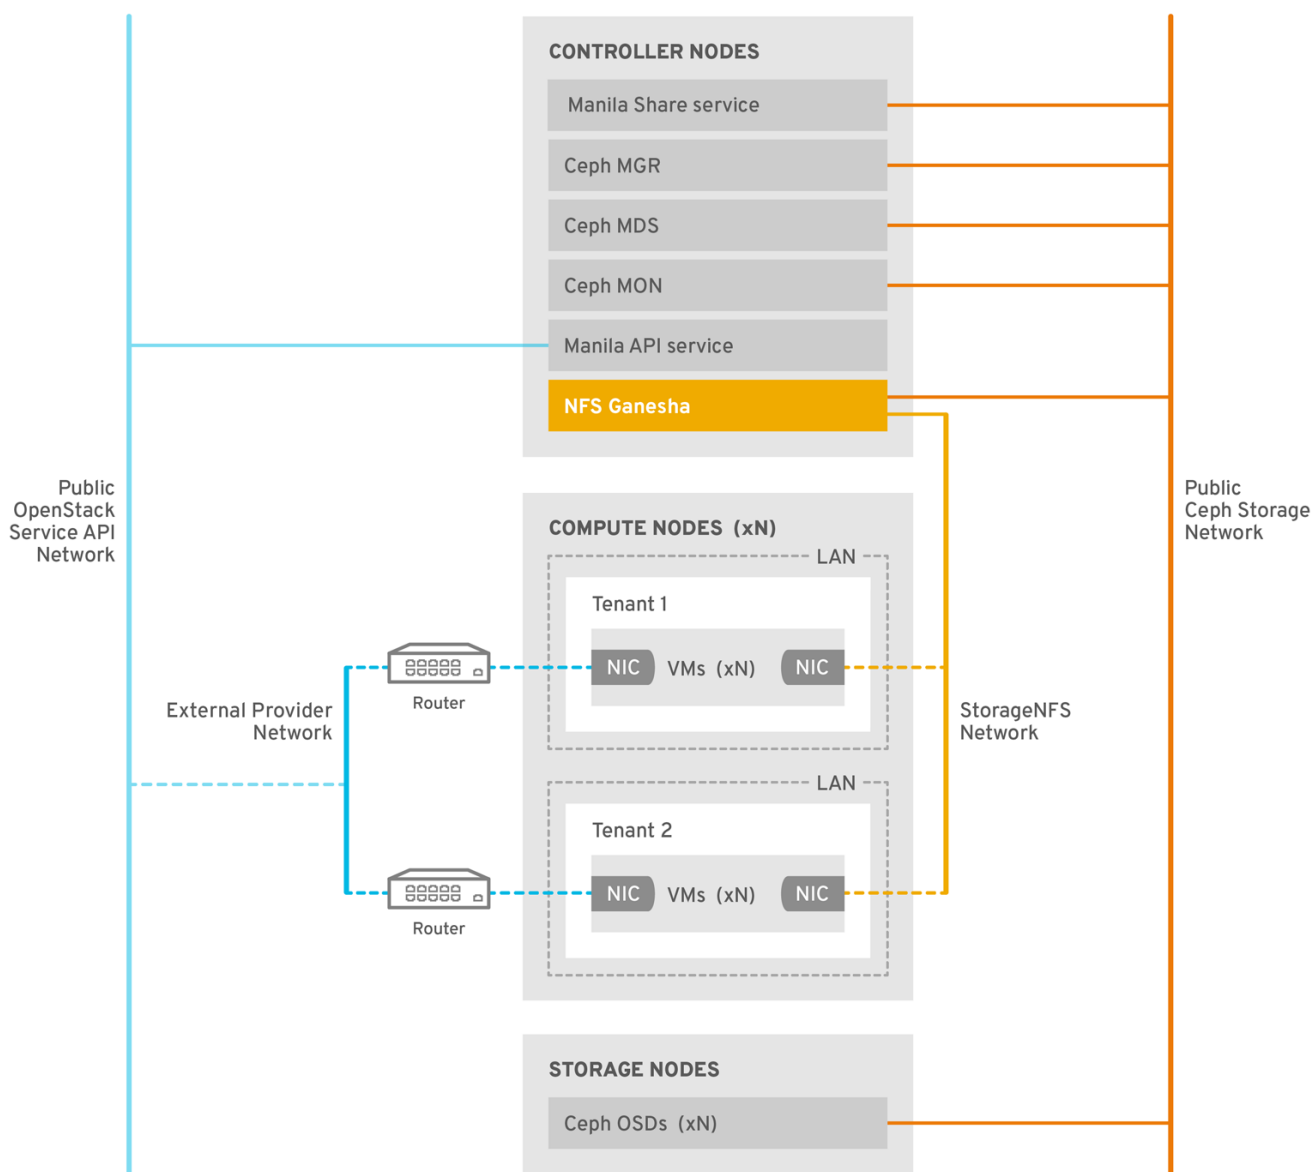 CONTROLLER NODES
Manila Share service
Ceph MGR
Ceph MDS
Ceph MON
Manila API service
NFS Ganesha
Public
OpenStack
Service API
Network
Public
Ceph Storage
Network
COMPUTE NODES (xN)
LAN
Tenant 1
NIC VMs (xN) NIC
Router
External Provider
Network
StorageNFS
Network
LAN
Tenant 2
NIC VMs (xN) NIC
Router
STORAGE NODES
Ceph OSDs (xN)